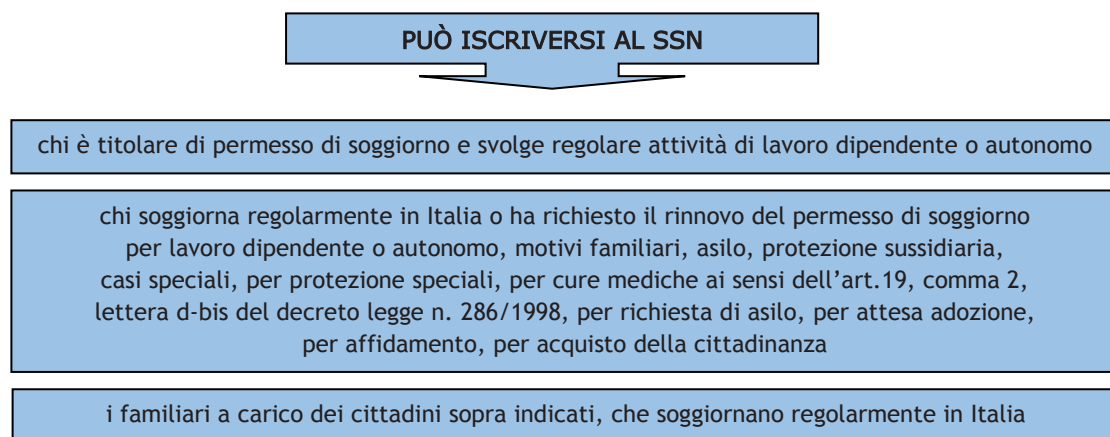 PUÒ ISCRIVERSI AL SSN
chi è titolare di permesso di soggiorno e svolge regolare attività di lavoro dipendente o autonomo
chi soggiorna regolarmente in Italia o ha richiesto il rinnovo del permesso di soggiorno
per lavoro dipendente o autonomo, motivi familiari, asilo, protezione sussidiaria,
casi speciali, per protezione speciali, per cure mediche ai sensi dell’art.19, comma 2,
lettera d-bis del decreto legge n. 286/1998, per richiesta di asilo, per attesa adozione,
per affidamento, per acquisto della cittadinanza
i familiari a carico dei cittadini sopra indicati, che soggiornano regolarmente in Italia